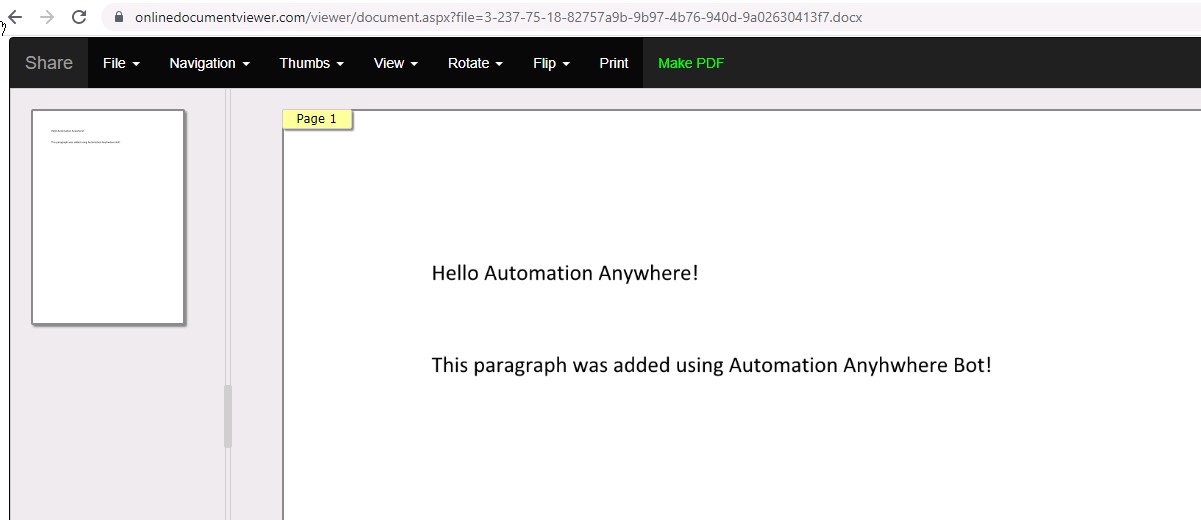 onlinedocumentviewer.com/viewer/document.aspx?file=3-237-75-18-82757a9b-9b97-4b76-940d-9a02630413f7.docx
Share File Navigation Thumbs View Rotate Flip Print Make PDF
Page 1
Hello Automation Anywhere!
This paragraph was added using Automation Anyhwhere Bot!